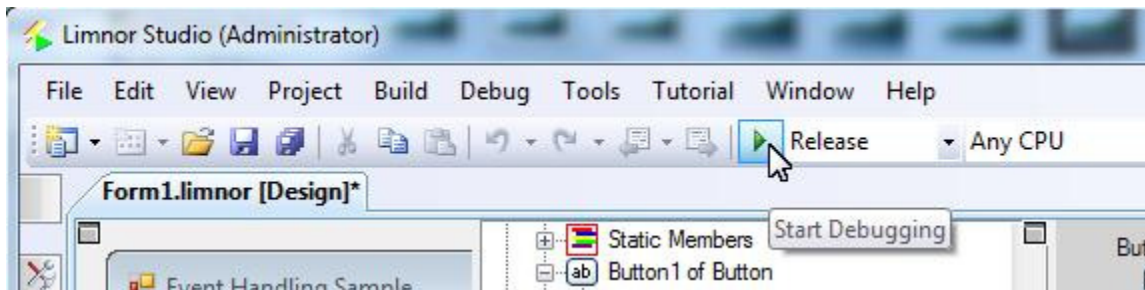 Limnor Studio (Administrator)
File Edit View Project Build Debug Tools Tutorial Window Help
Release Any CPU
Form1.limnor [Design]*
Start Debugging
Static Members
Button1 of Button
Event Handling Sample